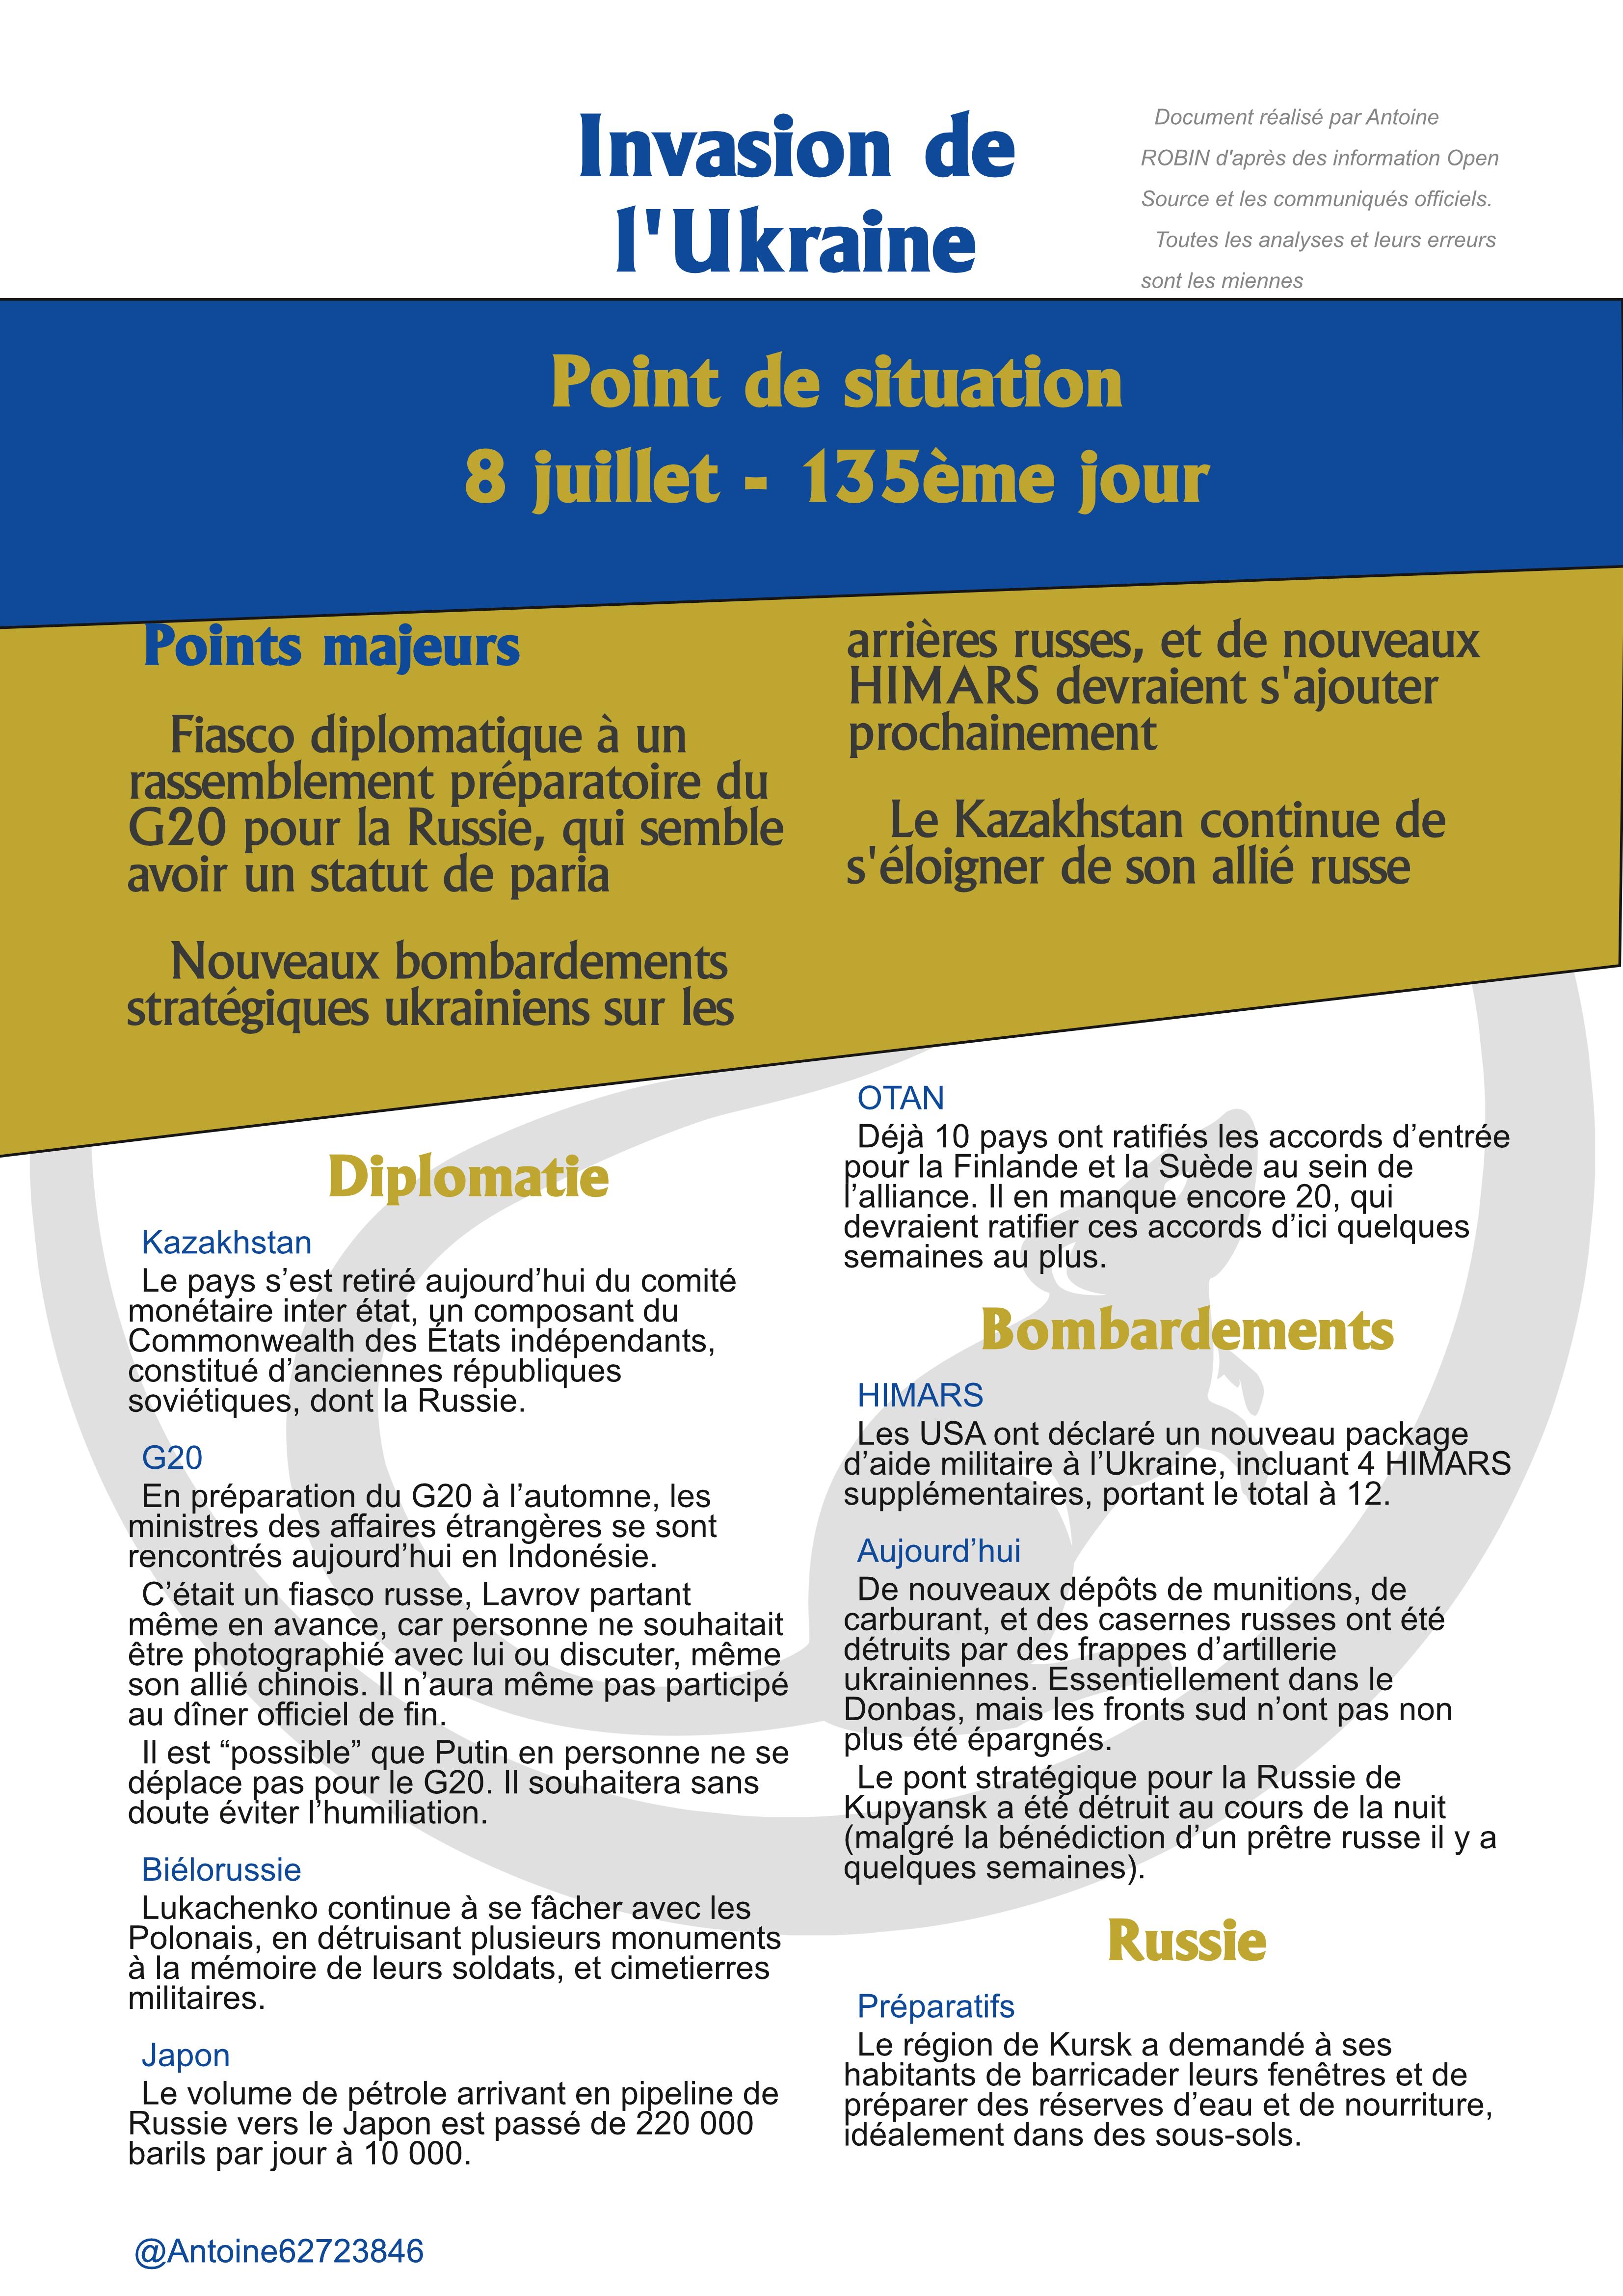 Invasion de
l'Ukraine
Document réalisé par Antoine
ROBIN d'après des information Open
Source et les communiqués officiels.
Toutes les analyses et leurs erreurs
sont les miennes
Point de situation
8 juillet - 135ème jour
Points majeurs
Fiasco diplomatique à un
rassemblement préparatoire du
G20 pour la Russie, qui semble
avoir un statut de paria
Nouveaux bombardements
stratégiques ukrainiens sur les
arrières russes, et de nouveaux
HIMARS devraient s'ajouter
prochainement
Le Kazakhstan continue de
s'éloigner de son allié russe
Diplomatie
Kazakhstan
Le pays s’est retiré aujourd’hui du comité
monétaire inter état, un composant du
Commonwealth des États indépendants,
constitué d’anciennes républiques
soviétiques, dont la Russie.
G20
En préparation du G20 à l’automne, les
ministres des affaires étrangères se sont
rencontrés aujourd’hui en Indonésie.
C’était un fiasco russe, Lavrov partant
même en avance, car personne ne souhaitait
être photographié avec lui ou discuter, même
son allié chinois. Il n’aura même pas participé
au dîner officiel de fin.
Il est “possible” que Putin en personne ne se
déplace pas pour le G20. Il souhaitera sans
doute éviter l’humiliation.
Biélorussie
Lukachenko continue à se fâcher avec les
Polonais, en détruisant plusieurs monuments
à la mémoire de leurs soldats, et cimetierres
militaires.
Japon
Le volume de pétrole arrivant en pipeline de
Russie vers le Japon est passé de 220 000
barils par jour à 10 000.
OTAN
Déjà 10 pays ont ratifiés les accords d’entrée
pour la Finlande et la Suède au sein de
l’alliance. Il en manque encore 20, qui
devraient ratifier ces accords d’ici quelques
semaines au plus.
Bombardements
HIMARS
Les USA ont déclaré un nouveau package
d’aide militaire à l’Ukraine, incluant 4 HIMARS
supplémentaires, portant le total à 12.
Aujourd’hui
De nouveaux dépôts de munitions, de
carburant, et des casernes russes ont été
détruits par des frappes d’artillerie
ukrainiennes. Essentiellement dans le
Donbas, mais les fronts sud n’ont pas non
plus été épargnés.
Le pont stratégique pour la Russie de
Kupyansk a été détruit au cours de la nuit
(malgré la bénédiction d’un prêtre russe il y a
quelques semaines).
Russie
Préparatifs
Le région de Kursk a demandé à ses
habitants de barricader leurs fenêtres et de
préparer des réserves d’eau et de nourriture,
idéalement dans des sous-sols.
@Antoine62723846